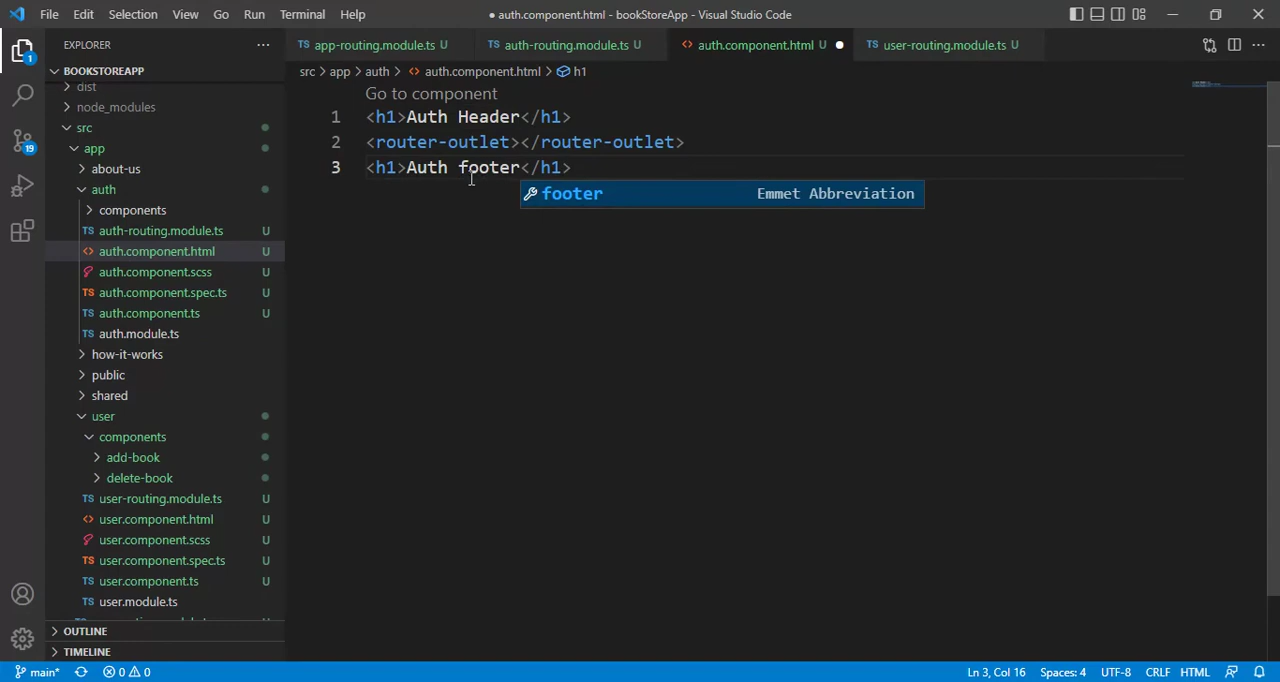 File Edit Selection View Go Run Terminal Help
● auth.component.html - bookStoreApp - Visual Studio Code
EXPLORER
TS app-routing.module.ts U
TS auth-routing.module.ts U
<> auth.component.html U ●
TS user-routing.module.ts U
BOOKSTOREAPP
src > app > auth > <> auth.component.html > h1
dist
node_modules
src
app
about-us
auth
components
TS auth-routing.module.ts U
<> auth.component.html U
auth.component.scss U
TS auth.component.spec.ts U
TS auth.component.ts U
TS auth.module.ts
how-it-works
public
shared
user
components
add-book
delete-book
TS user-routing.module.ts U
<> user.component.html U
user.component.scss U
TS user.component.spec.ts U
TS user.component.ts U
TS user.module.ts
OUTLINE
TIMELINE
1
19
Go to component
1 <h1>Auth Header</h1>
2 <router-outlet></router-outlet>
3 <h1>Auth footer</h1>
footer Emmet Abbreviation
main* 0 0 Ln 3, Col 16 Spaces: 4 UTF-8 CRLF HTML